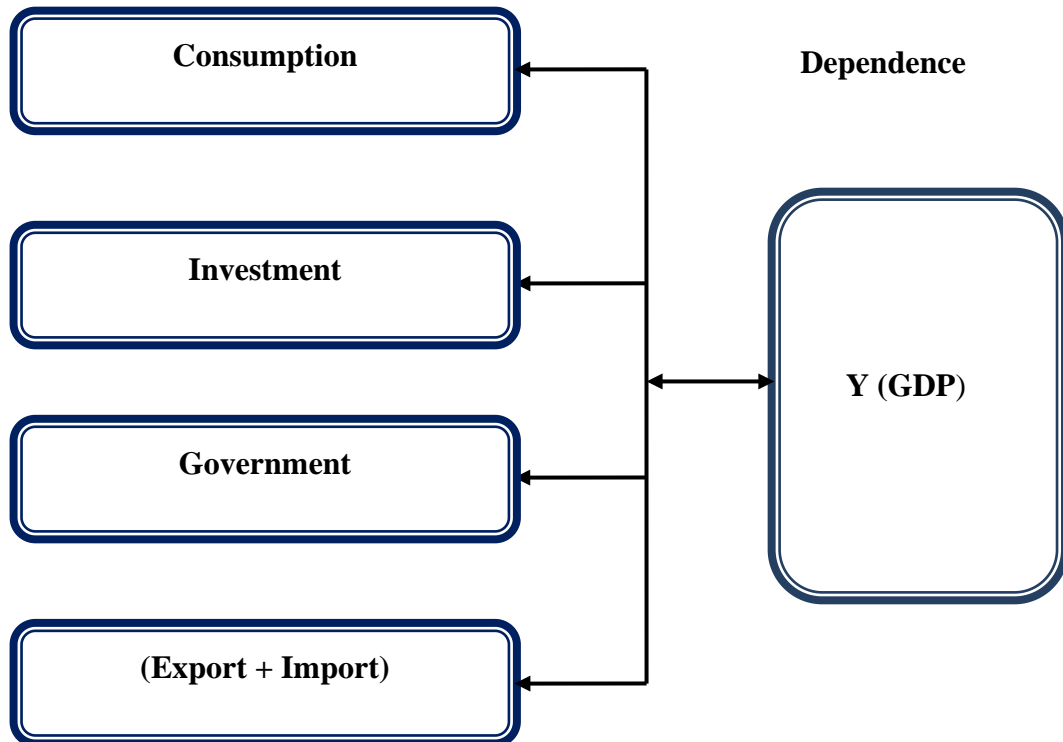 Consumption
Dependence
Investment
Y (GDP)
Government
(Export + Import)